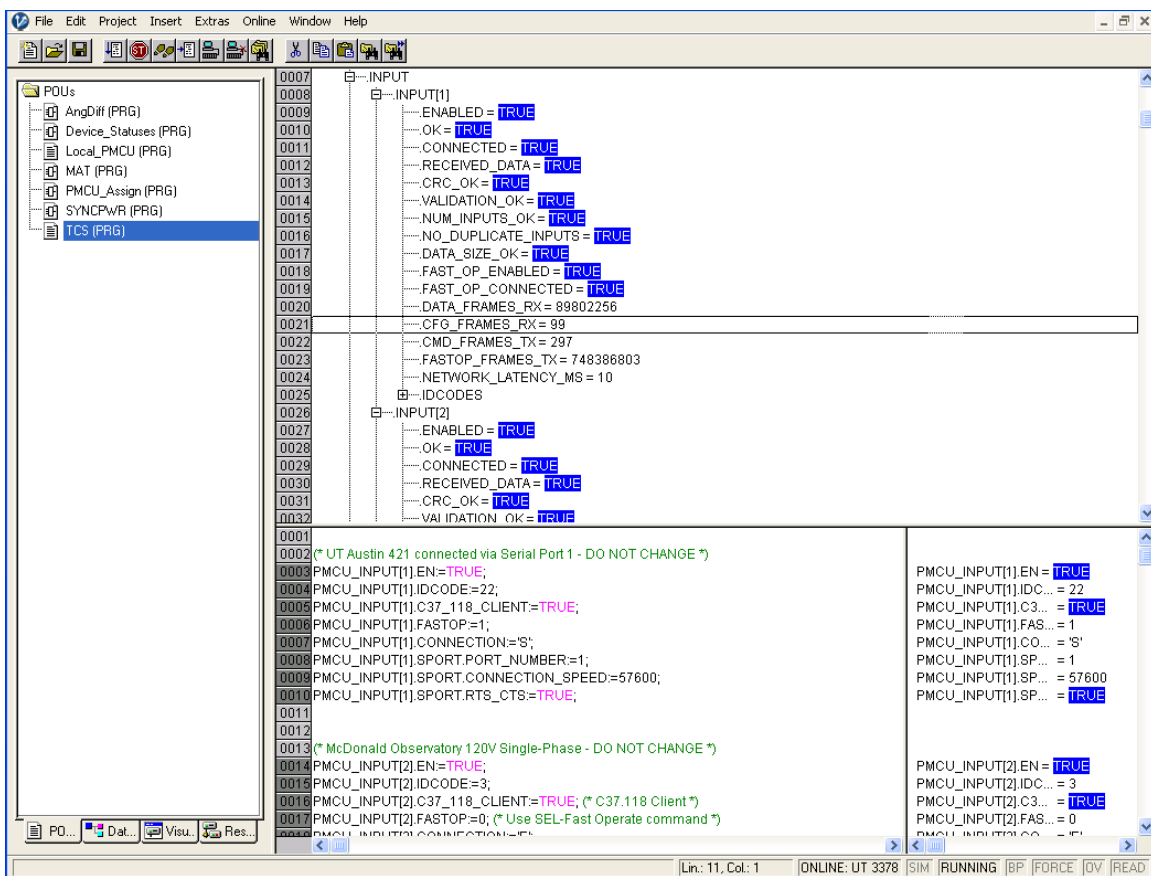 File Edit Project Insert Extras Online Window Help
POUs
AngDiff (PRG)
Device_Statuses (PRG)
Local_PMCU (PRG)
MAT (PRG)
PMCU_Assign (PRG)
SYNCPWR (PRG)
TCS (PRG)
PO... Dat... Visu... Res...
0007 .INPUT
0008 .INPUT[1]
0009 .ENABLED = TRUE
0010 .OK = TRUE
0011 .CONNECTED = TRUE
0012 .RECEIVED_DATA = TRUE
0013 .CRC_OK = TRUE
0014 .VALIDATION_OK = TRUE
0015 .NUM_INPUTS_OK = TRUE
0016 .NO_DUPLICATE_INPUTS = TRUE
0017 .DATA_SIZE_OK = TRUE
0018 .FAST_OP_ENABLED = TRUE
0019 .FAST_OP_CONNECTED = TRUE
0020 .DATA_FRAMES_RX = 89802256
0021 .CFG_FRAMES_RX = 99
0022 .CMD_FRAMES_TX = 297
0023 .FASTOP_FRAMES_TX = 748386803
0024 .NETWORK_LATENCY_MS = 10
0025 .IDCODES
0026 .INPUT[2]
0027 .ENABLED = TRUE
0028 .OK = TRUE
0029 .CONNECTED = TRUE
0030 .RECEIVED_DATA = TRUE
0031 .CRC_OK = TRUE
0032 .VALIDATION_OK = TRUE
0001
0002 (* UT Austin 421 connected via Serial Port 1 - DO NOT CHANGE *)
0003 PMCU_INPUT[1].EN:=TRUE; PMCU_INPUT[1].EN = TRUE
0004 PMCU_INPUT[1].IDCODE:=22; PMCU_INPUT[1].IDC... = 22
0005 PMCU_INPUT[1].C37_118_CLIENT:=TRUE; PMCU_INPUT[1].C3... = TRUE
0006 PMCU_INPUT[1].FASTOP:=1; PMCU_INPUT[1].FAS... = 1
0007 PMCU_INPUT[1].CONNECTION:='S'; PMCU_INPUT[1].CO... = 'S'
0008 PMCU_INPUT[1].SPORT.PORT_NUMBER:=1; PMCU_INPUT[1].SP... = 1
0009 PMCU_INPUT[1].SPORT.CONNECTION_SPEED:=57600; PMCU_INPUT[1].SP... = 57600
0010 PMCU_INPUT[1].SPORT.RTS_CTS:=TRUE; PMCU_INPUT[1].SP... = TRUE
0011
0012
0013 (* McDonald Observatory 120V Single-Phase - DO NOT CHANGE *)
0014 PMCU_INPUT[2].EN:=TRUE; PMCU_INPUT[2].EN = TRUE
0015 PMCU_INPUT[2].IDCODE:=3; PMCU_INPUT[2].IDC... = 3
0016 PMCU_INPUT[2].C37_118_CLIENT:=TRUE; (* C37.118 Client *) PMCU_INPUT[2].C3... = TRUE
0017 PMCU_INPUT[2].FASTOP:=0; (* Use SEL-Fast Operate command *) PMCU_INPUT[2].FAS... = 0
Lin.: 11, Col.: 1 ONLINE: UT 3378 SIM RUNNING BP FORCE OV READ